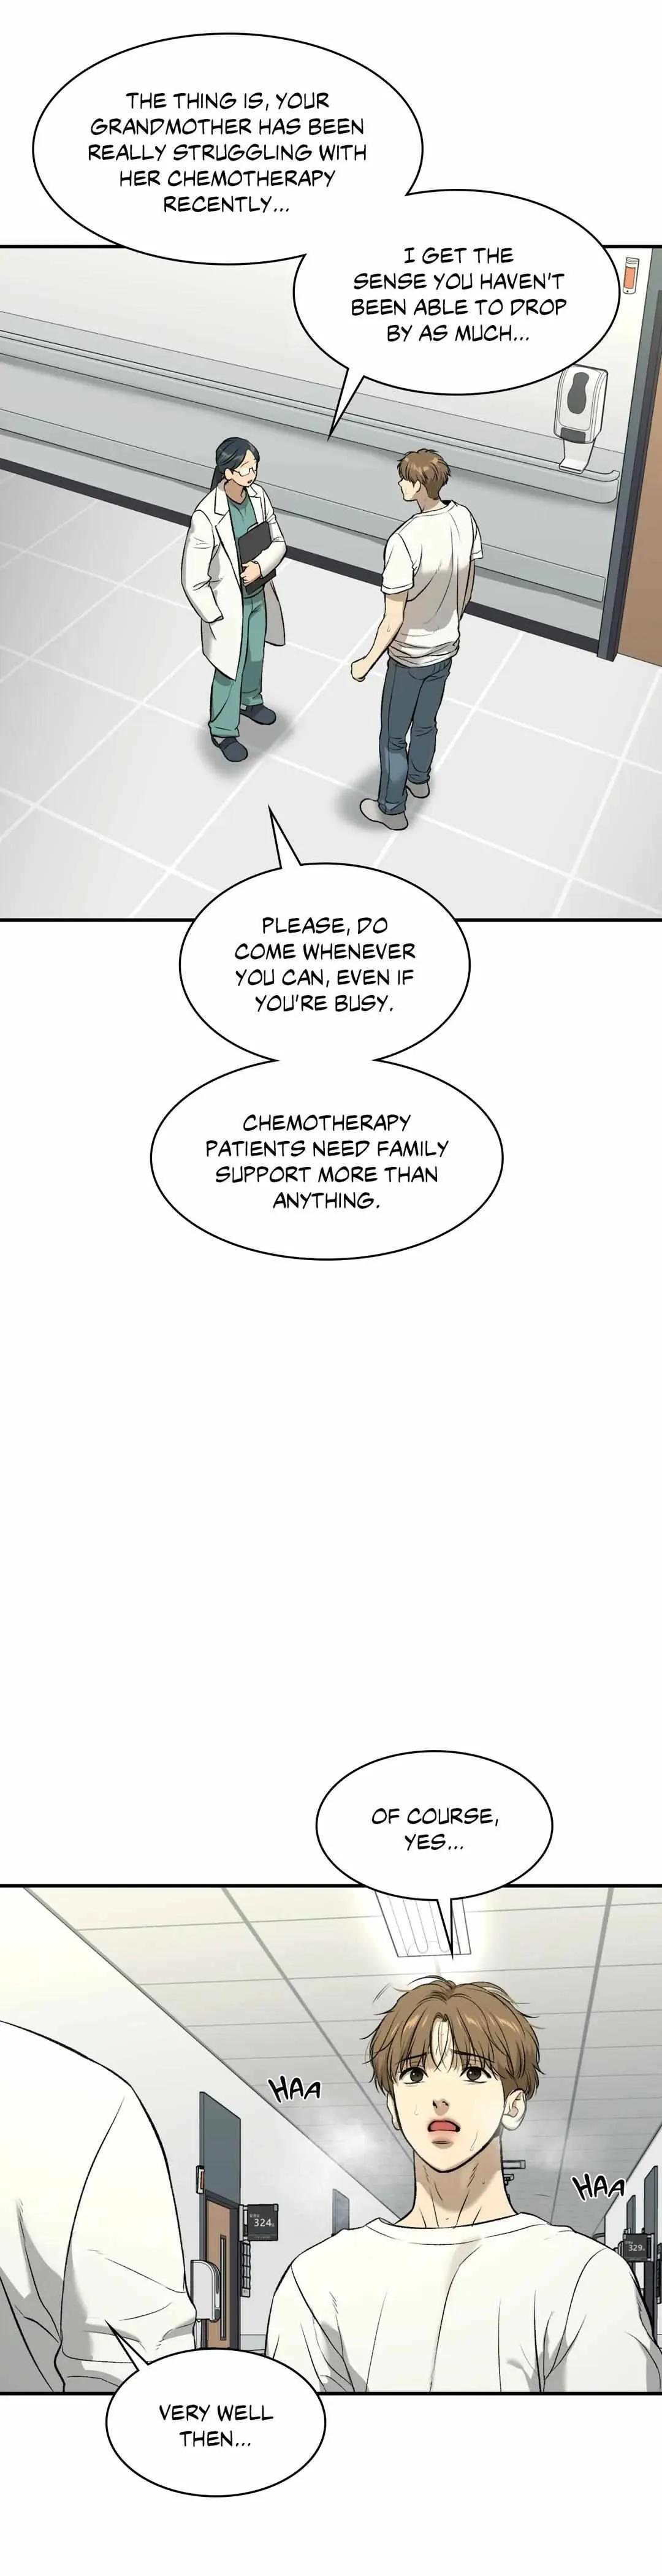 THE THING IS, YOUR
GRANDMOTHER HAS BEEN
REALLY STRUGGLING WITH
HER CHEMOTHERAPY
RECENTLY...
I GET THE
SENSE YOU HAVEN'T
BEEN ABLE TO DROP
BY AS MUCH...
PLEASE, DO
COME WHENEVER
YOU CAN, EVEN IF
YOU'RE BUSY.
CHEMOTHERAPY
PATIENTS NEED FAMILY
SUPPORT MORE THAN
ANYTHING.
OF COURSE,
YES...
HAA
HAA
324
329
VERY WELL
THEN...